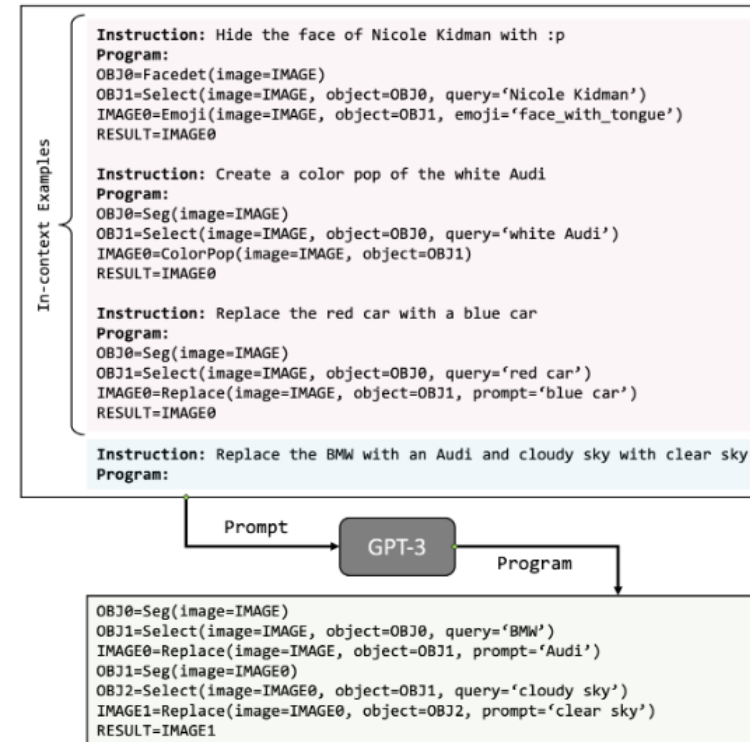 In-context Examples
Instruction: Hide the face of Nicole Kidman with :p
Program:
OBJ0=Facedet(image=IMAGE)
OBJ1=Select(image=IMAGE, object=OBJ0, query=‘Nicole Kidman’)
IMAGE0=Emoji(image=IMAGE, object=OBJ1, emoji=‘face_with_tongue’)
RESULT=IMAGE0
Instruction: Create a color pop of the white Audi
Program:
OBJ0=Seg(image=IMAGE)
OBJ1=Select(image=IMAGE, object=OBJ0, query=‘white Audi’)
IMAGE0=ColorPop(image=IMAGE, object=OBJ1)
RESULT=IMAGE0
Instruction: Replace the red car with a blue car
Program:
OBJ0=Seg(image=IMAGE)
OBJ1=Select(image=IMAGE, object=OBJ0, query=‘red car’)
IMAGE0=Replace(image=IMAGE, object=OBJ1, prompt=‘blue car’)
RESULT=IMAGE0
Instruction: Replace the BMW with an Audi and cloudy sky with clear sky
Program:
Prompt
GPT-3
Program
OBJ0=Seg(image=IMAGE)
OBJ1=Select(image=IMAGE, object=OBJ0, query=‘BMW’)
IMAGE0=Replace(image=IMAGE, object=OBJ1, prompt=‘Audi’)
OBJ1=Seg(image=IMAGE0)
OBJ2=Select(image=IMAGE0, object=OBJ1, query=‘cloudy sky’)
IMAGE1=Replace(image=IMAGE0, object=OBJ2, prompt=‘clear sky’)
RESULT=IMAGE1